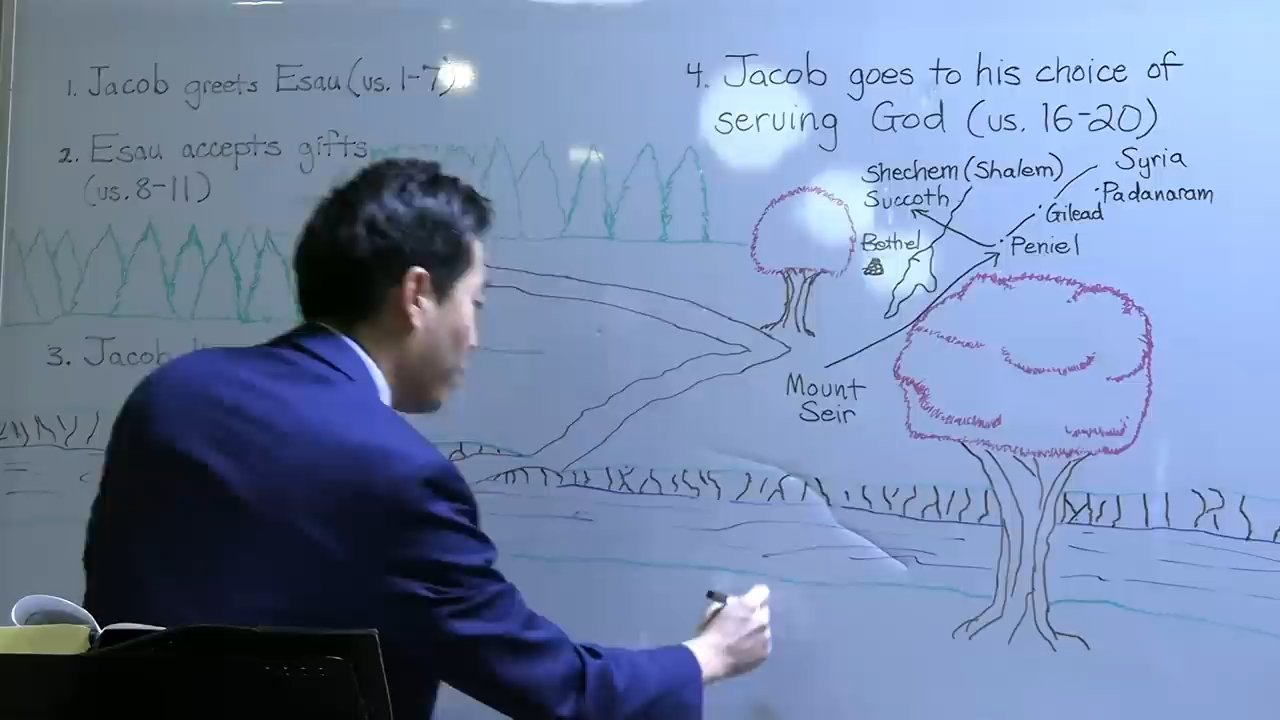 1. Jacob greets Esau (vs. 1-7)
2. Esau accepts gifts
(vs. 8-11)
3. Jacob
4. Jacob goes to his choice of
serving God (vs. 16-20)
Shechem (Shalem)
Syria
Succoth
Padanaram
Gilead
Bethel
Peniel
Mount
Seir